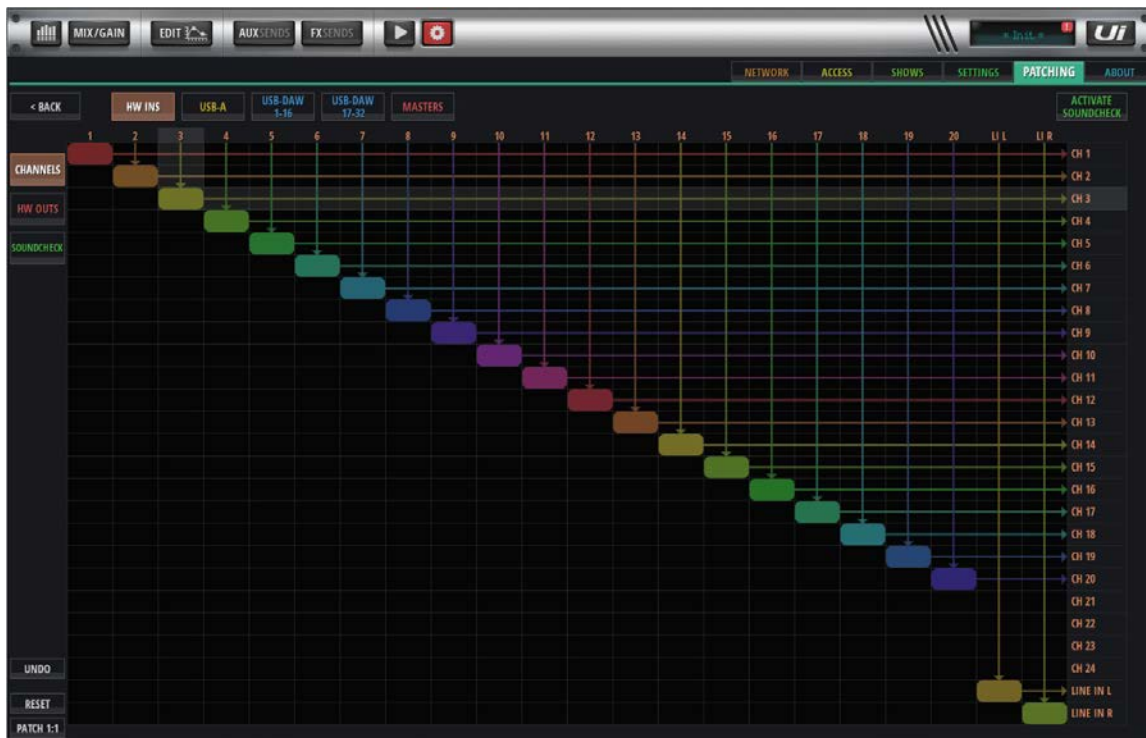 MIX/GAIN EDIT AUXSENDS FXSENDS *Init* ! Ui
NETWORK ACCESS SHOWS SETTINGS PATCHING ABOUT
< BACK HW INS USB-A USB-DAW 1-16 USB-DAW 17-32 MASTERS ACTIVATE SOUNDCHECK
1 2 3 4 5 6 7 8 9 10 11 12 13 14 15 16 17 18 19 20 LI L LI R
CH 1
CHANNELS
CH 2
CH 3
HW OUTS
CH 4
SOUNDCHECK
CH 5
CH 6
CH 7
CH 8
CH 9
CH 10
CH 11
CH 12
CH 13
CH 14
CH 15
CH 16
CH 17
CH 18
CH 19
CH 20
CH 21
CH 22
CH 23
UNDO CH 24
LINE IN L
RESET
LINE IN R
PATCH 1:1